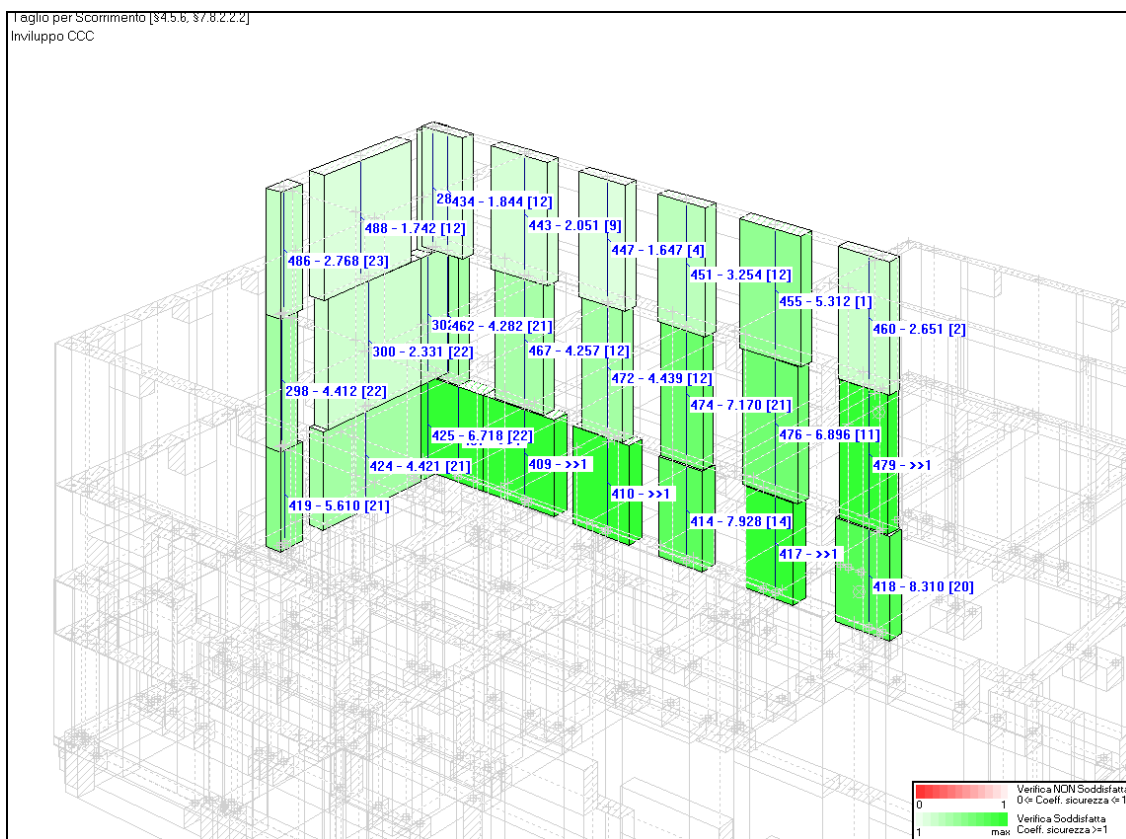 Taglio per Scorrimento [§4.5.6, §7.8.2.2.2]
Inviluppo CCC
28
434 - 1.844 [12]
488 - 1.742 [12]
443 - 2.051 [9]
447 - 1.647 [4]
486 - 2.768 [23]
451 - 3.254 [12]
455 - 5.312 [1]
460 - 2.651 [2]
302
462 - 4.282 [21]
300 - 2.331 [22]
467 - 4.257 [12]
472 - 4.439 [12]
298 - 4.412 [22]
474 - 7.170 [21]
476 - 6.896 [11]
425 - 6.718 [22]
424 - 4.421 [21]
409 - >>1
479 - >>1
410 - >>1
419 - 5.610 [21]
414 - 7.928 [14]
417 - >>1
418 - 8.310 [20]
Verifica NON Soddisfatta
0<= Coeff. sicurezza <=1
0 1
Verifica Soddisfatta
Coeff. sicurezza >=1
1 max